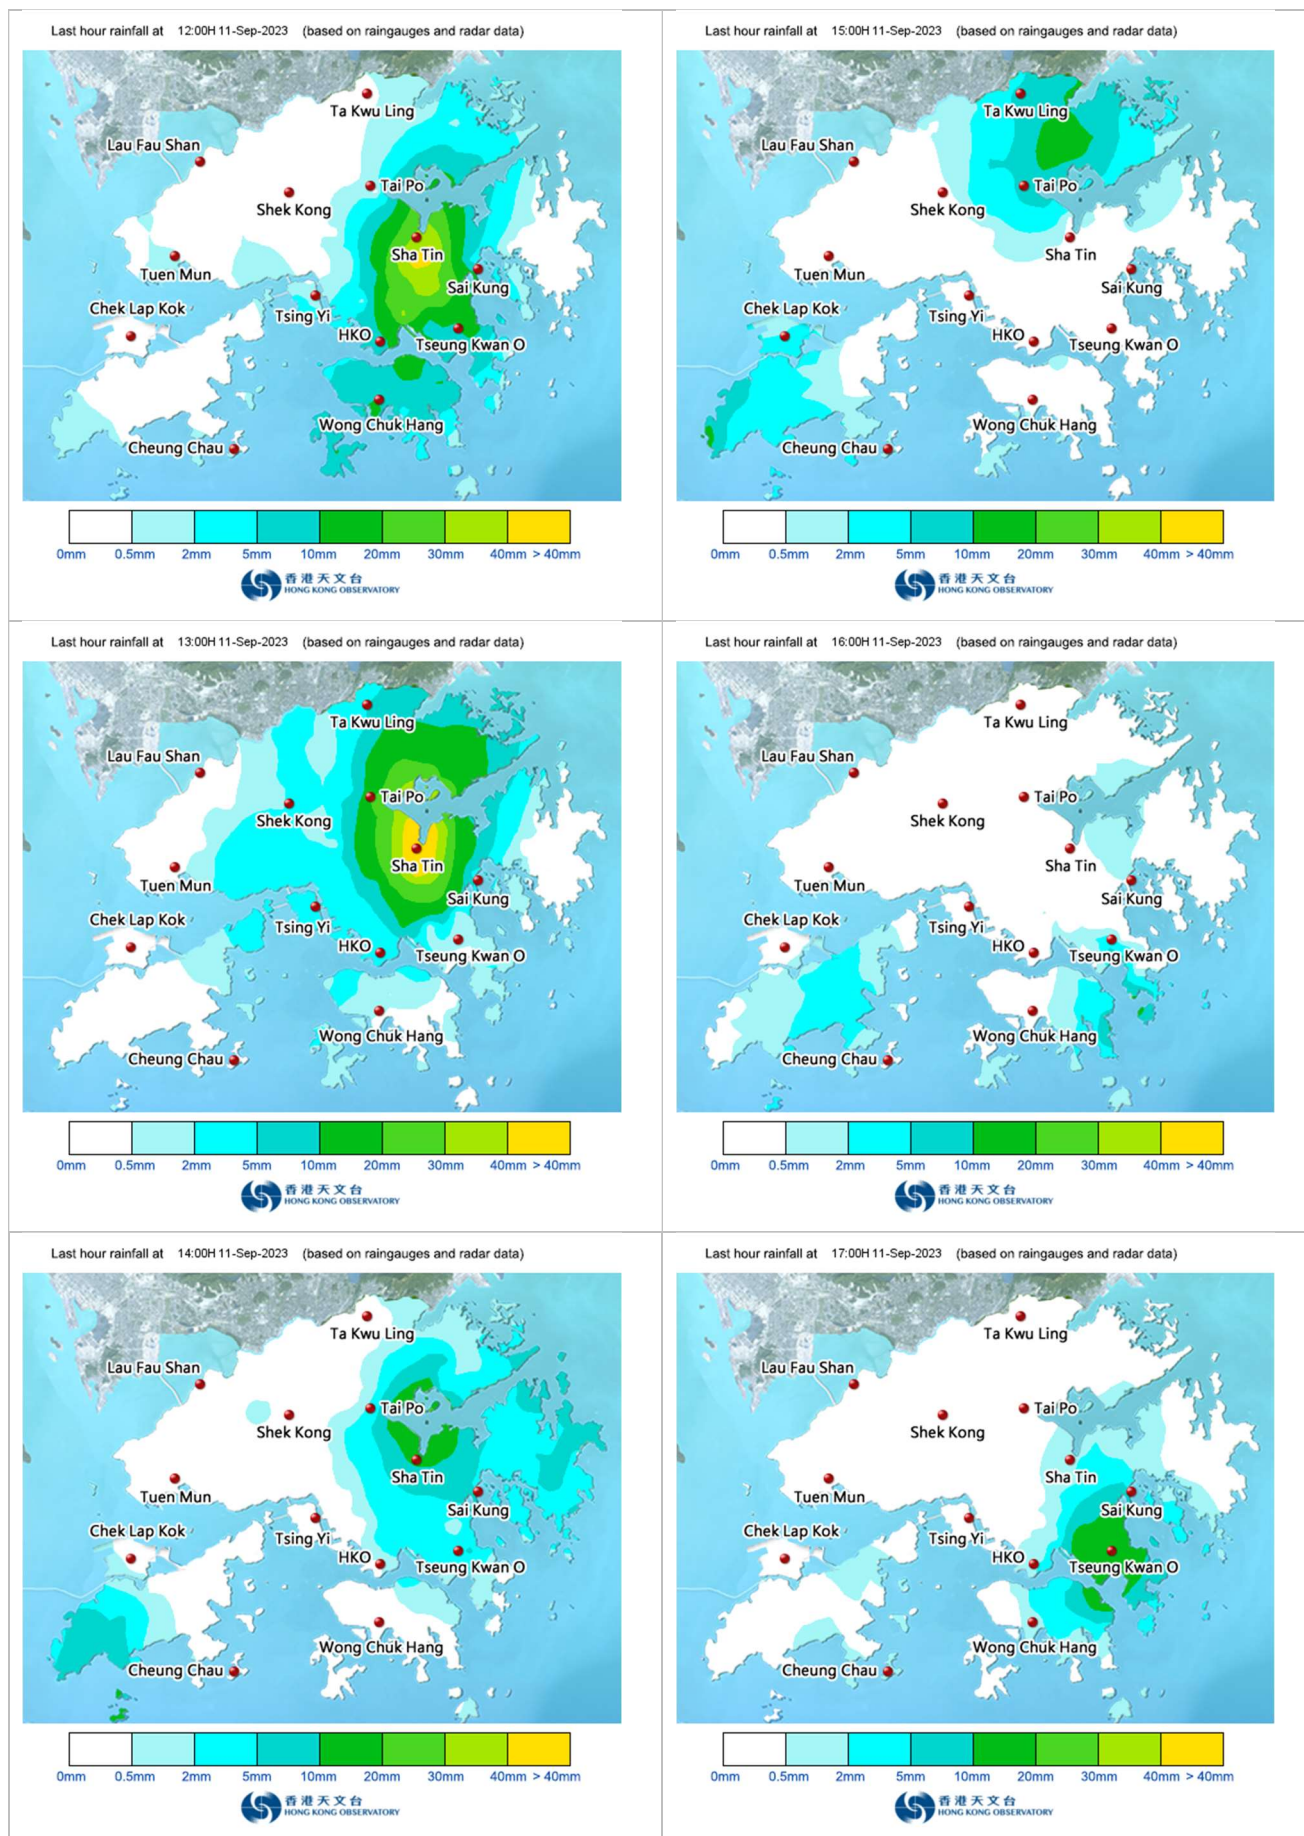 Last hour rainfall at 12:00H 11-Sep-2023 (based on raingauges and radar data)
Ta Kwu Ling
Lau Fau Shan
Tai Po
Shek Kong
Sha Tin
Tuen Mun
Sai Kung
Chek Lap Kok
Tsing Yi
HKO
Tseung Kwan O
Wong Chuk Hang
Cheung Chau
0mm 0.5mm 2mm 5mm 10mm 20mm 30mm 40mm > 40mm
香港天文台
HONG KONG OBSERVATORY
Last hour rainfall at 15:00H 11-Sep-2023 (based on raingauges and radar data)
Ta Kwu Ling
Lau Fau Shan
Tai Po
Shek Kong
Sha Tin
Tuen Mun
Sai Kung
Chek Lap Kok
Tsing Yi
HKO
Tseung Kwan O
Wong Chuk Hang
Cheung Chau
0mm 0.5mm 2mm 5mm 10mm 20mm 30mm 40mm > 40mm
香港天文台
HONG KONG OBSERVATORY
Last hour rainfall at 13:00H 11-Sep-2023 (based on raingauges and radar data)
Ta Kwu Ling
Lau Fau Shan
Tai Po
Shek Kong
Sha Tin
Tuen Mun
Sai Kung
Chek Lap Kok
Tsing Yi
HKO
Tseung Kwan O
Wong Chuk Hang
Cheung Chau
0mm 0.5mm 2mm 5mm 10mm 20mm 30mm 40mm > 40mm
香港天文台
HONG KONG OBSERVATORY
Last hour rainfall at 16:00H 11-Sep-2023 (based on raingauges and radar data)
Ta Kwu Ling
Lau Fau Shan
Tai Po
Shek Kong
Sha Tin
Tuen Mun
Sai Kung
Chek Lap Kok
Tsing Yi
HKO
Tseung Kwan O
Wong Chuk Hang
Cheung Chau
0mm 0.5mm 2mm 5mm 10mm 20mm 30mm 40mm > 40mm
香港天文台
HONG KONG OBSERVATORY
Last hour rainfall at 14:00H 11-Sep-2023 (based on raingauges and radar data)
Ta Kwu Ling
Lau Fau Shan
Tai Po
Shek Kong
Sha Tin
Tuen Mun
Sai Kung
Chek Lap Kok
Tsing Yi
HKO
Tseung Kwan O
Wong Chuk Hang
Cheung Chau
0mm 0.5mm 2mm 5mm 10mm 20mm 30mm 40mm > 40mm
香港天文台
HONG KONG OBSERVATORY
Last hour rainfall at 17:00H 11-Sep-2023 (based on raingauges and radar data)
Ta Kwu Ling
Lau Fau Shan
Tai Po
Shek Kong
Sha Tin
Tuen Mun
Sai Kung
Chek Lap Kok
Tsing Yi
HKO
Tseung Kwan O
Wong Chuk Hang
Cheung Chau
0mm 0.5mm 2mm 5mm 10mm 20mm 30mm 40mm > 40mm
香港天文台
HONG KONG OBSERVATORY